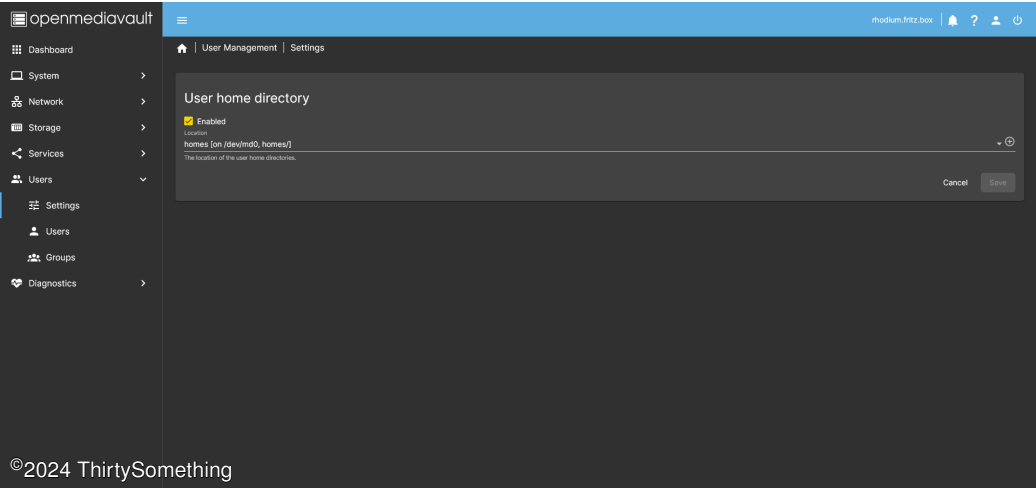 openmediavault
rhodium.fritz.box
?
Dashboard
System
Network
Storage
Services
Users
Settings
Users
Groups
Diagnostics
User Management | Settings
User home directory
Enabled
Location
homes [on /dev/md0, homes/]
The location of the user home directories.
Cancel
Save
©2024 ThirtySomething